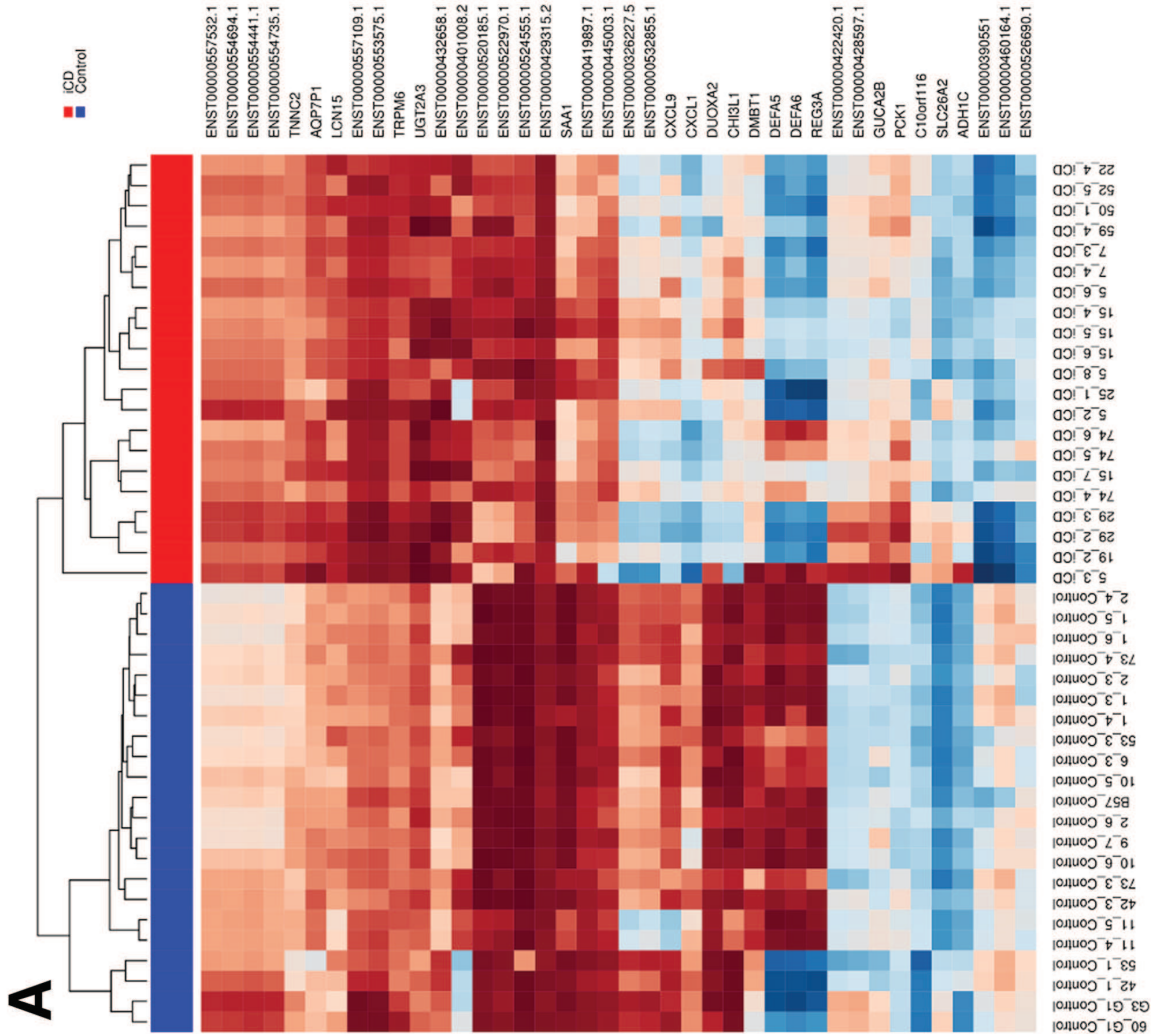 A
iCD
Control
ENST00000557532.1
ENST00000554694.1
ENST00000554441.1
ENST00000554735.1
TNNC2
AQP7P1
LCN15
ENST00000557109.1
ENST00000553575.1
TRPM6
UGT2A3
ENST00000432658.1
ENST00000401008.2
ENST00000520185.1
ENST00000522970.1
ENST00000524555.1
ENST00000429315.2
SAA1
ENST00000419897.1
ENST00000445003.1
ENST00000326227.5
ENST00000532855.1
CXCL9
CXCL1
DUOXA2
CHI3L1
DMBT1
DEFA5
DEFA6
REG3A
ENST00000422420.1
ENST00000428597.1
GUCA2B
PCK1
C10orf116
SLC26A2
ADH1C
ENST00000390551
ENST00000460164.1
ENST00000526690.1
22_4_iCD
52_5_iCD
50_1_iCD
59_4_iCD
7_3_iCD
7_4_iCD
5_6_iCD
15_4_iCD
15_5_iCD
15_6_iCD
5_8_iCD
25_1_iCD
5_2_iCD
74_6_iCD
74_5_iCD
15_7_iCD
74_4_iCD
29_3_iCD
29_2_iCD
19_2_iCD
5_3_iCD
2_4_Control
1_5_Control
1_6_Control
73_4_Control
2_3_Control
1_3_Control
1_4_Control
53_3_Control
6_3_Control
10_5_Control
B57_Control
2_6_Control
9_7_Control
10_6_Control
73_3_Control
42_3_Control
11_5_Control
11_4_Control
53_1_Control
42_1_Control
G3_G1_Control
60_G1_Control